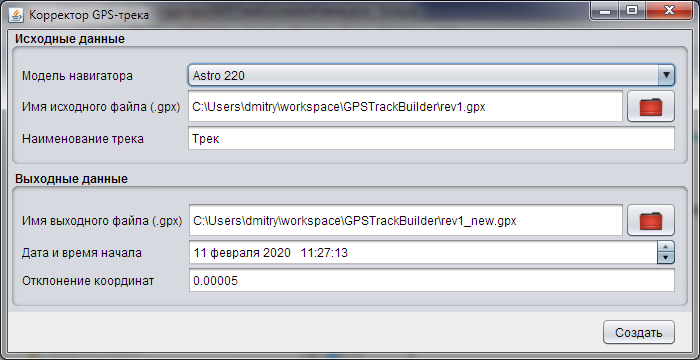 Корректор GPS-трека
Исходные данные
Модель навигатора Astro 220
Имя исходного файла (.gpx) C:\Users\dmitry\workspace\GPSTrackBuilder\rev1.gpx
Наименование трека Трек
Выходные данные
Имя выходного файла (.gpx) C:\Users\dmitry\workspace\GPSTrackBuilder\rev1_new.gpx
Дата и время начала 11 февраля 2020 11:27:13
Отклонение координат 0.00005
Создать